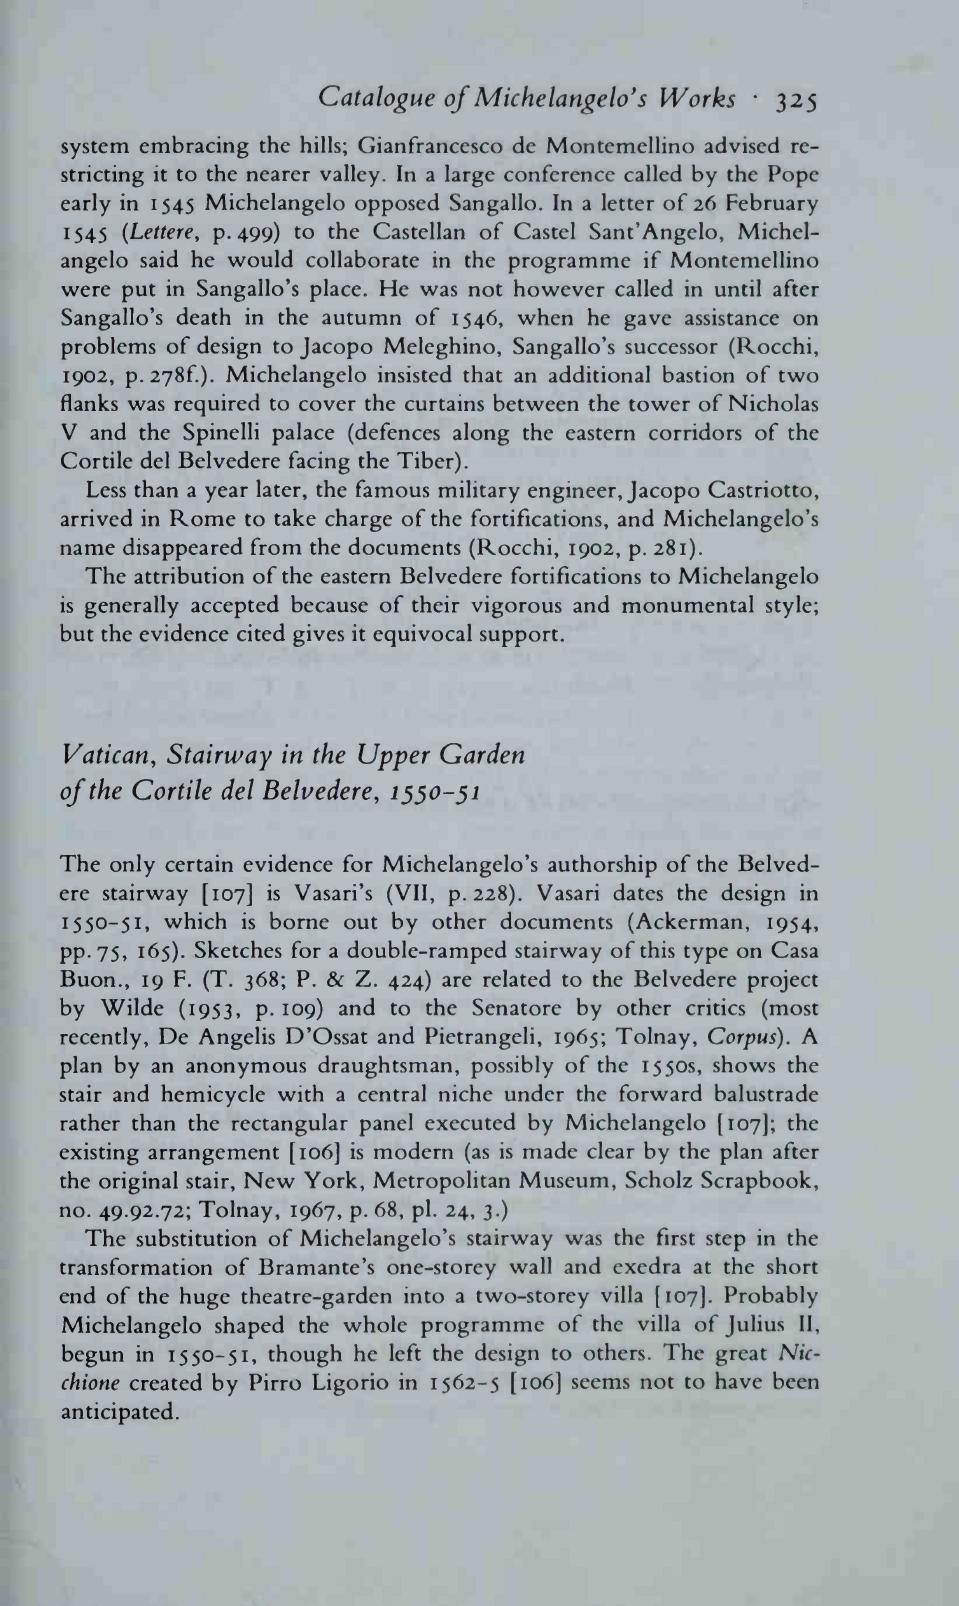 Catalogue of Michelangelo's Works · 325
system embracing the hills; Gianfrancesco de Montemellino advised re-
stricting it to the nearer valley. In a large conference called by the Pope
early in 1545 Michelangelo opposed Sangallo. In a letter of 26 February
1545 (Lettere, p. 499) to the Castellan of Castel Sant'Angelo, Michel-
angelo said he would collaborate in the programme if Montemellino
were put in Sangallo's place. He was not however called in until after
Sangallo's death in the autumn of 1546, when he gave assistance on
problems of design to Jacopo Meleghino, Sangallo's successor (Rocchi,
1902, p. 278f.). Michelangelo insisted that an additional bastion of two
flanks was required to cover the curtains between the tower of Nicholas
V and the Spinelli palace (defences along the eastern corridors of the
Cortile del Belvedere facing the Tiber).
Less than a year later, the famous military engineer, Jacopo Castriotto,
arrived in Rome to take charge of the fortifications, and Michelangelo's
name disappeared from the documents (Rocchi, 1902, p. 281).
The attribution of the eastern Belvedere fortifications to Michelangelo
is generally accepted because of their vigorous and monumental style;
but the evidence cited gives it equivocal support.
Vatican, Stairway in the Upper Garden
of the Cortile del Belvedere, 1550–51
The only certain evidence for Michelangelo's authorship of the Belved-
ere stairway [107] is Vasari's (VII, p. 228). Vasari dates the design in
1550–51, which is borne out by other documents (Ackerman, 1954,
pp. 75, 165). Sketches for a double-ramped stairway of this type on Casa
Buon., 19 F. (T. 368; P. & Z. 424) are related to the Belvedere project
by Wilde (1953, p. 109) and to the Senatore by other critics (most
recently, De Angelis D'Ossat and Pietrangeli, 1965; Tolnay, Corpus). A
plan by an anonymous draughtsman, possibly of the 1550s, shows the
stair and hemicycle with a central niche under the forward balustrade
rather than the rectangular panel executed by Michelangelo [107]; the
existing arrangement [106] is modern (as is made clear by the plan after
the original stair, New York, Metropolitan Museum, Scholz Scrapbook,
no. 49.92.72; Tolnay, 1967, p. 68, pl. 24, 3.)
The substitution of Michelangelo's stairway was the first step in the
transformation of Bramante's one-storey wall and exedra at the short
end of the huge theatre-garden into a two-storey villa [107]. Probably
Michelangelo shaped the whole programme of the villa of Julius II,
begun in 1550–51, though he left the design to others. The great Nic-
chione created by Pirro Ligorio in 1562–5 [106] seems not to have been
anticipated.